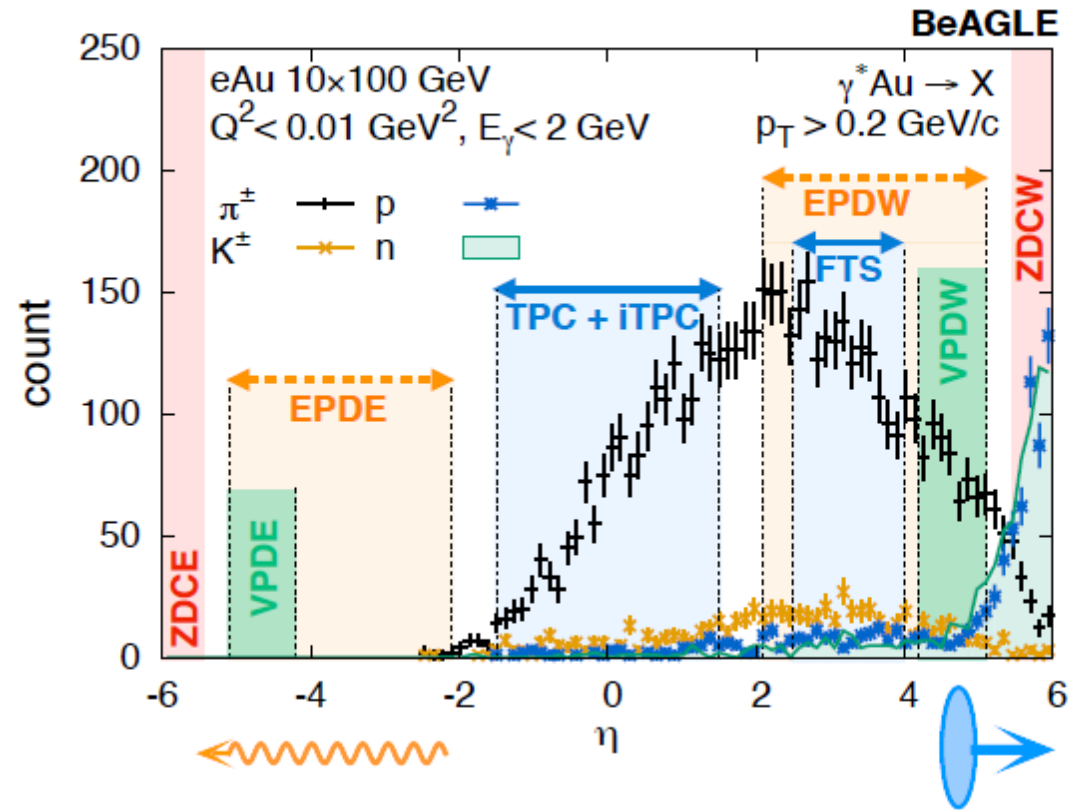 BeAGLE
250
200
150
100
50
0
count
eAu 10×100 GeV
Q² < 0.01 GeV², Eγ < 2 GeV
γ*Au → X
pT > 0.2 GeV/c
π± p
K± n
EPDW
FTS
TPC + iTPC
EPDE
ZDCE
VPDE
VPDW
ZDCW
-6 -4 -2 0 2 4 6
η